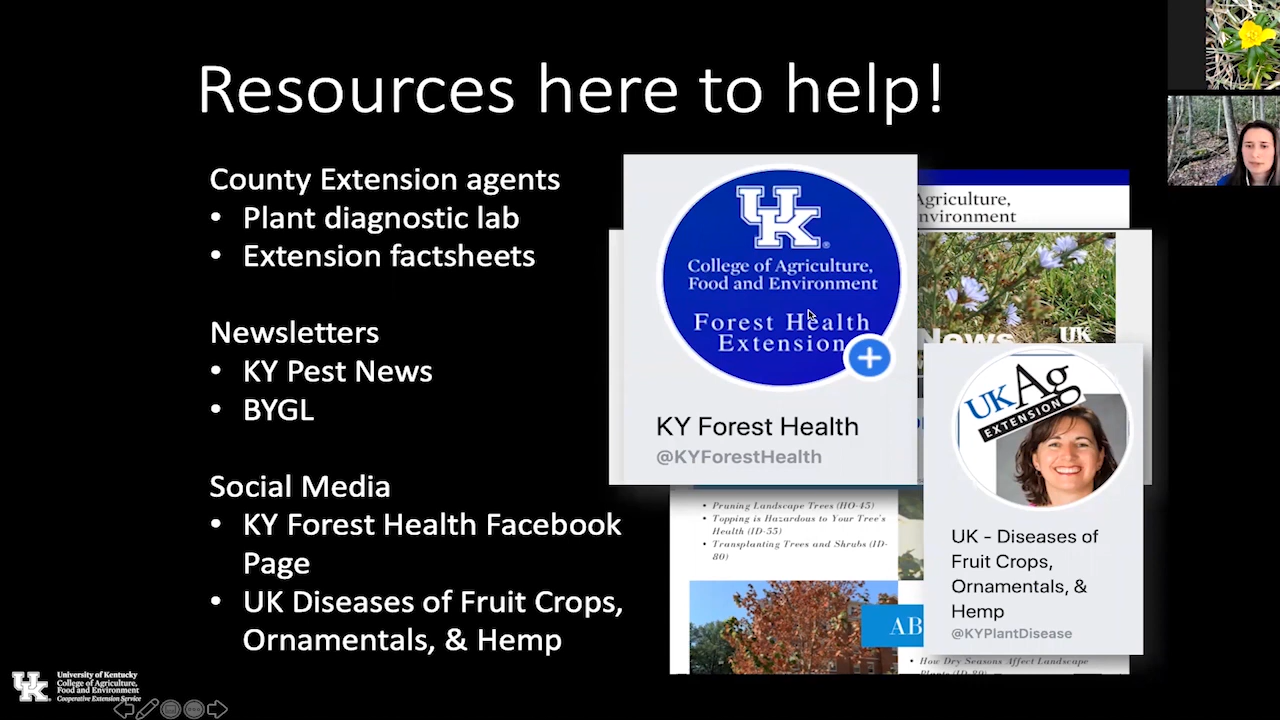 Resources here to help!
County Extension agents
• Plant diagnostic lab
• Extension factsheets
Newsletters
• KY Pest News
• BYGL
Social Media
• KY Forest Health Facebook
Page
• UK Diseases of Fruit Crops,
Ornamentals, & Hemp
UK
College of Agriculture,
Food and Environment
Forest Health
Extension
KY Forest Health
@KYForestHealth
Agriculture,
nvironment
News
UK
UKAg
EXTENSION
UK - Diseases of
Fruit Crops,
Ornamentals, &
Hemp
@KYPlantDisease
• Pruning Landscape Trees (HO-45)
• Topping is Hazardous to Your Tree's
Health (ID-55)
• Transplanting Trees and Shrubs (ID-
80)
AB
• How Dry Seasons Affect Landscape
Plants (ID-89)
UK
University of Kentucky
College of Agriculture,
Food and Environment
Cooperative Extension Service